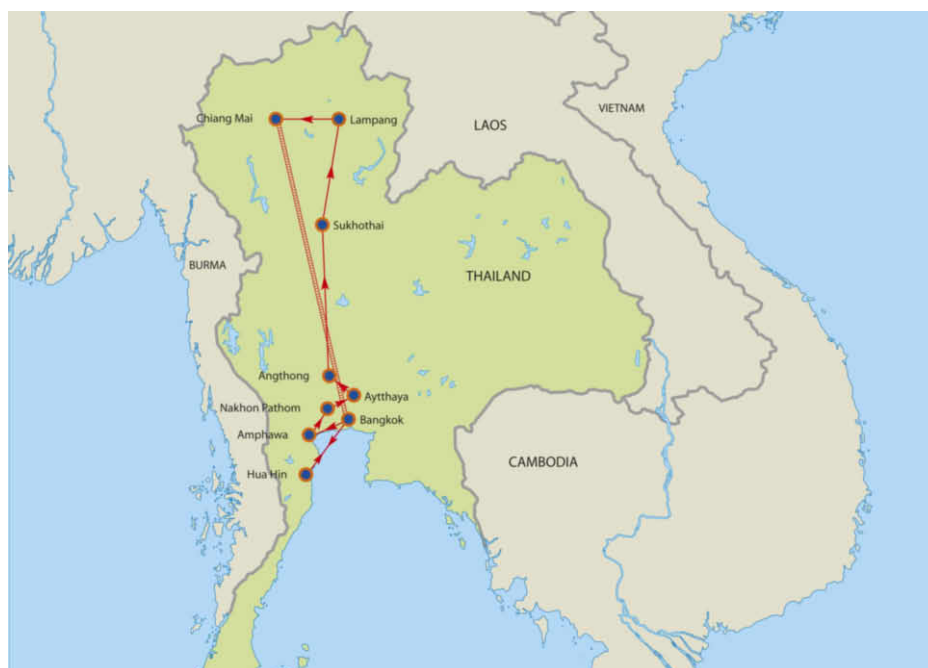 VIETNAM
Chiang Mai
Lampang
LAOS
Sukhothai
BURMA
THAILAND
Angthong
Aytthaya
Nakhon Pathom
Bangkok
Amphawa
CAMBODIA
Hua Hin